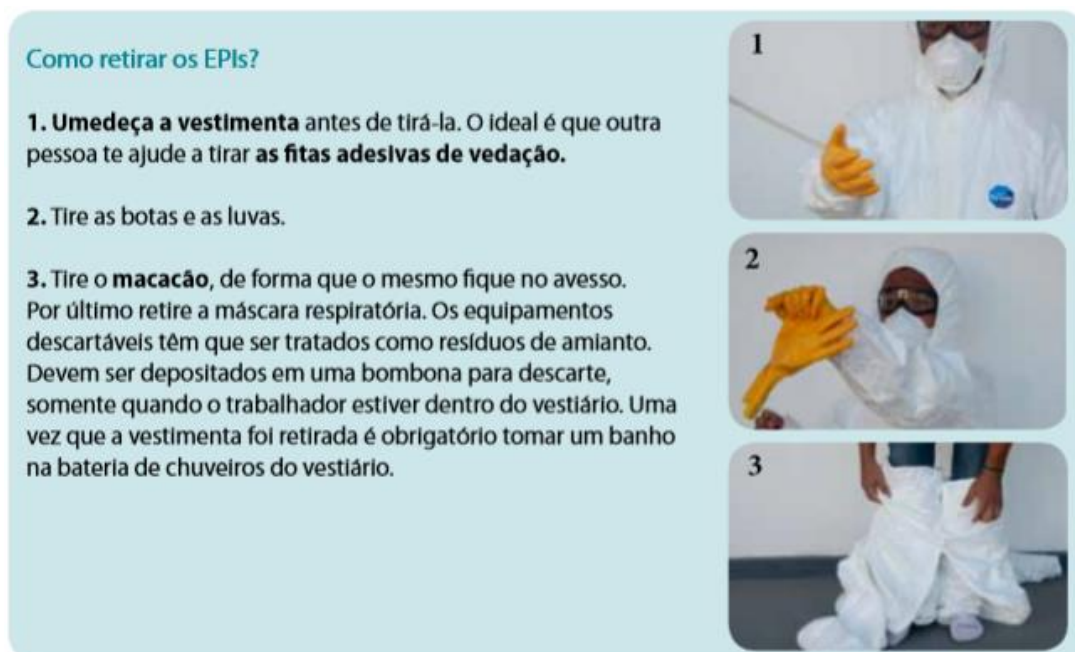 Como retirar os EPIs?
1. Umedeça a vestimenta antes de tirá-la. O ideal é que outra
pessoa te ajude a tirar as fitas adesivas de vedação.
2. Tire as botas e as luvas.
3. Tire o macacão, de forma que o mesmo fique no avesso.
Por último retire a máscara respiratória. Os equipamentos
descartáveis têm que ser tratados como resíduos de amianto.
Devem ser depositados em uma bombona para descarte,
somente quando o trabalhador estiver dentro do vestiário. Uma
vez que a vestimenta foi retirada é obrigatório tomar um banho
na bateria de chuveiros do vestiário.
1
2
3